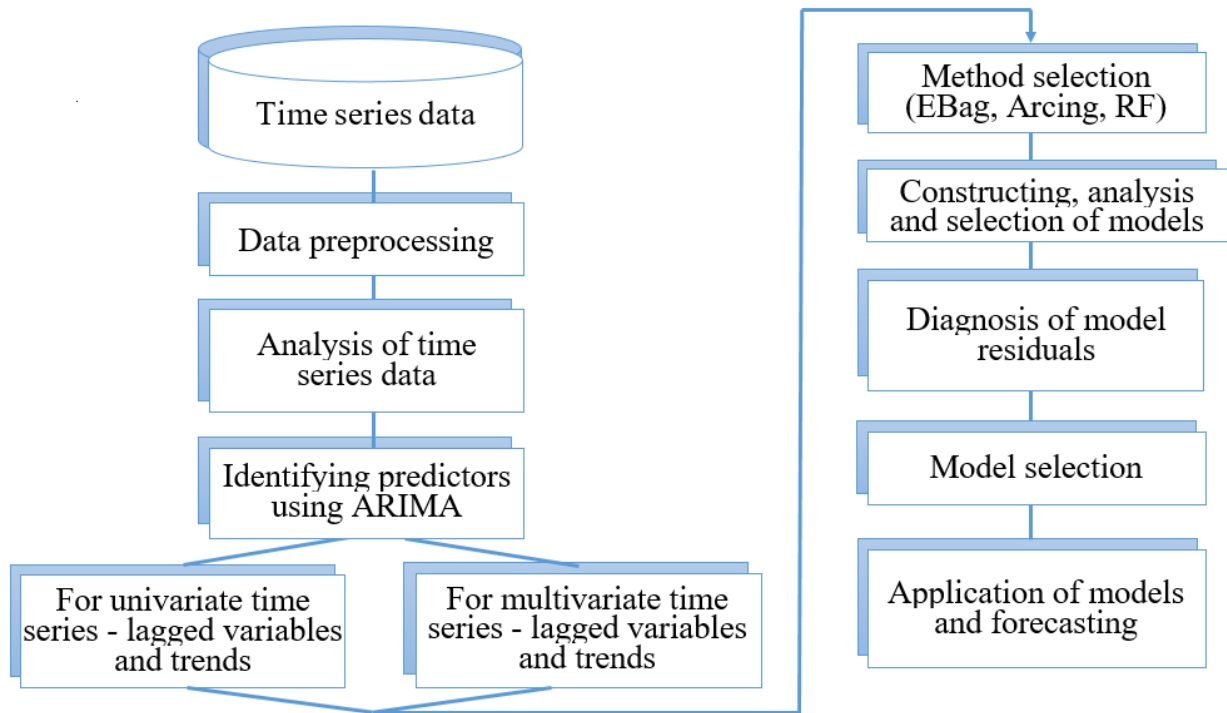 Time series data
Data preprocessing
Analysis of time
series data
Identifying predictors
using ARIMA
For univariate time
series - lagged variables
and trends
For multivariate time
series - lagged variables
and trends
Method selection
(EBag, Arcing, RF)
Constructing, analysis
and selection of models
Diagnosis of model
residuals
Model selection
Application of models
and forecasting